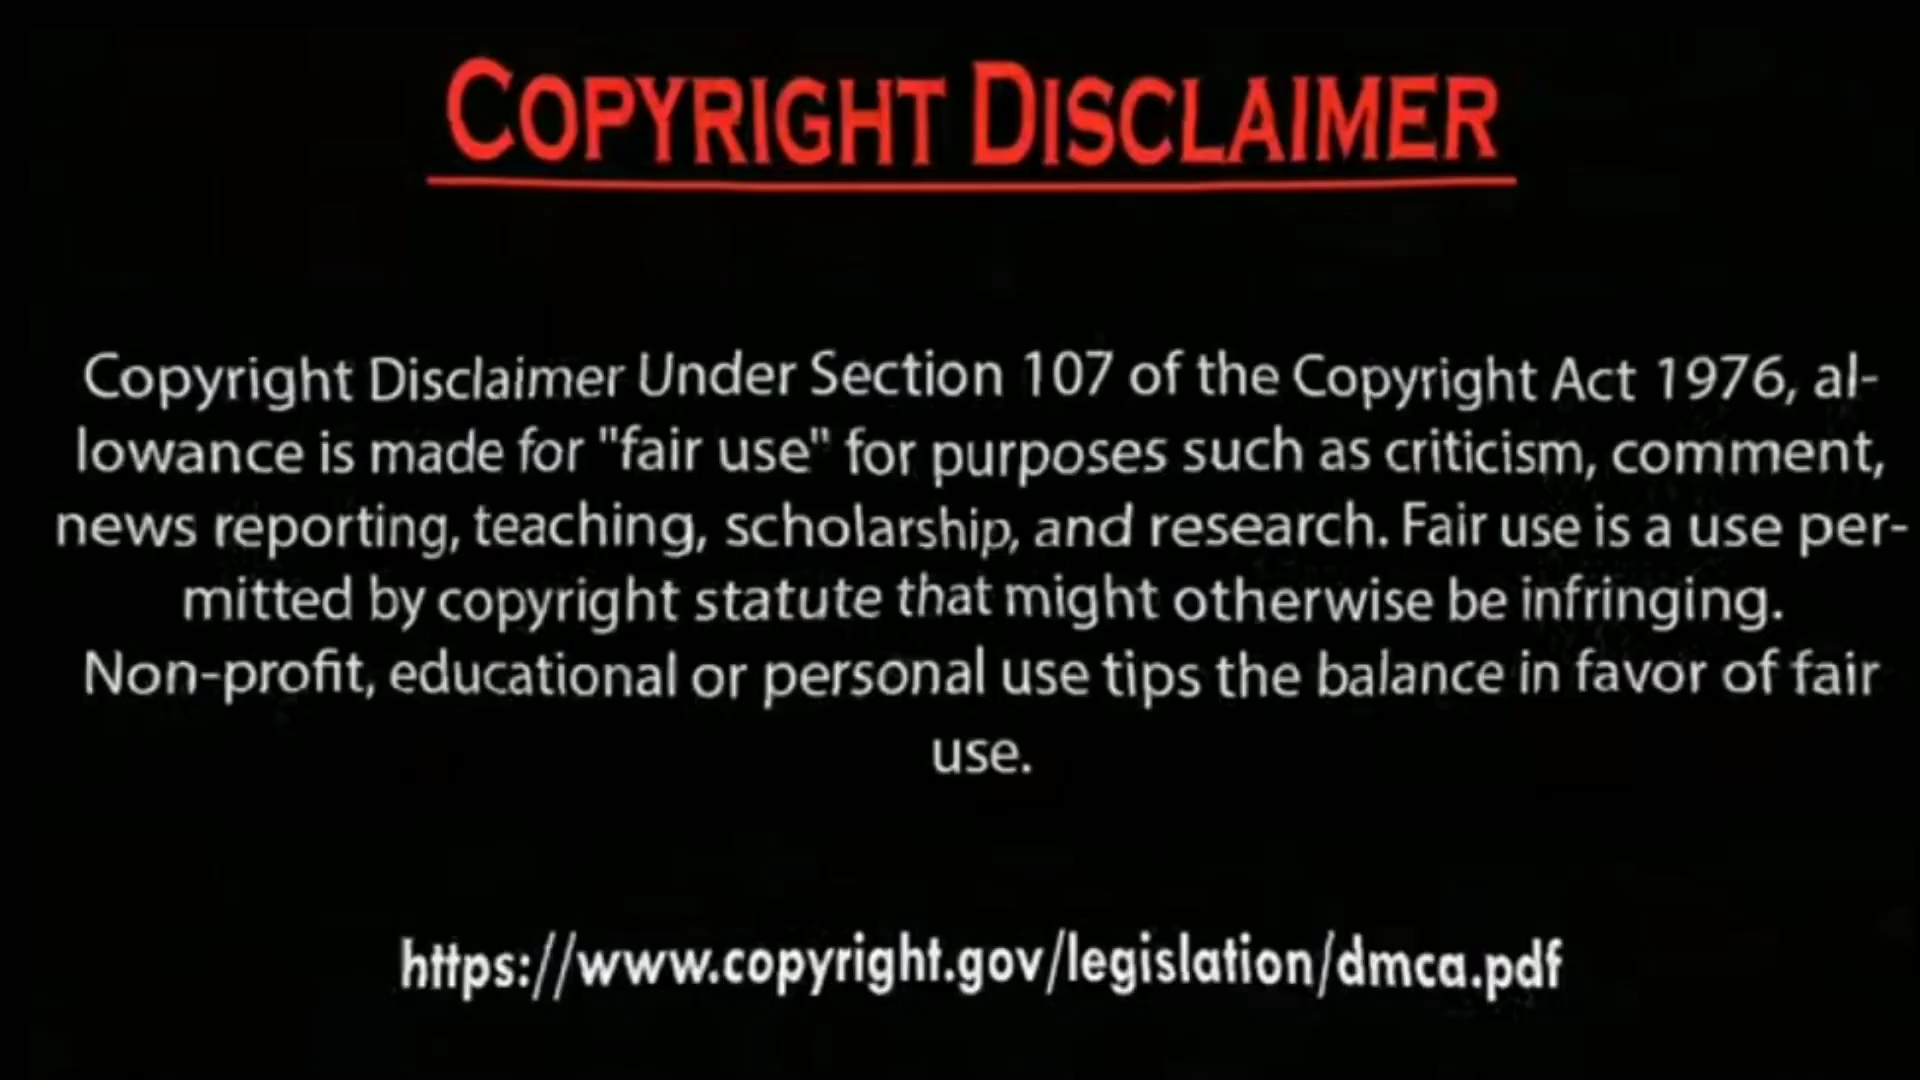 COPYRIGHT DISCLAIMER
Copyright Disclaimer Under Section 107 of the Copyright Act 1976, al-
lowance is made for "fair use" for purposes such as criticism, comment,
news reporting, teaching, scholarship, and research. Fair use is a use per-
mitted by copyright statute that might otherwise be infringing.
Non-profit, educational or personal use tips the balance in favor of fair
use.
https://www.copyright.gov/legislation/dmca.pdf